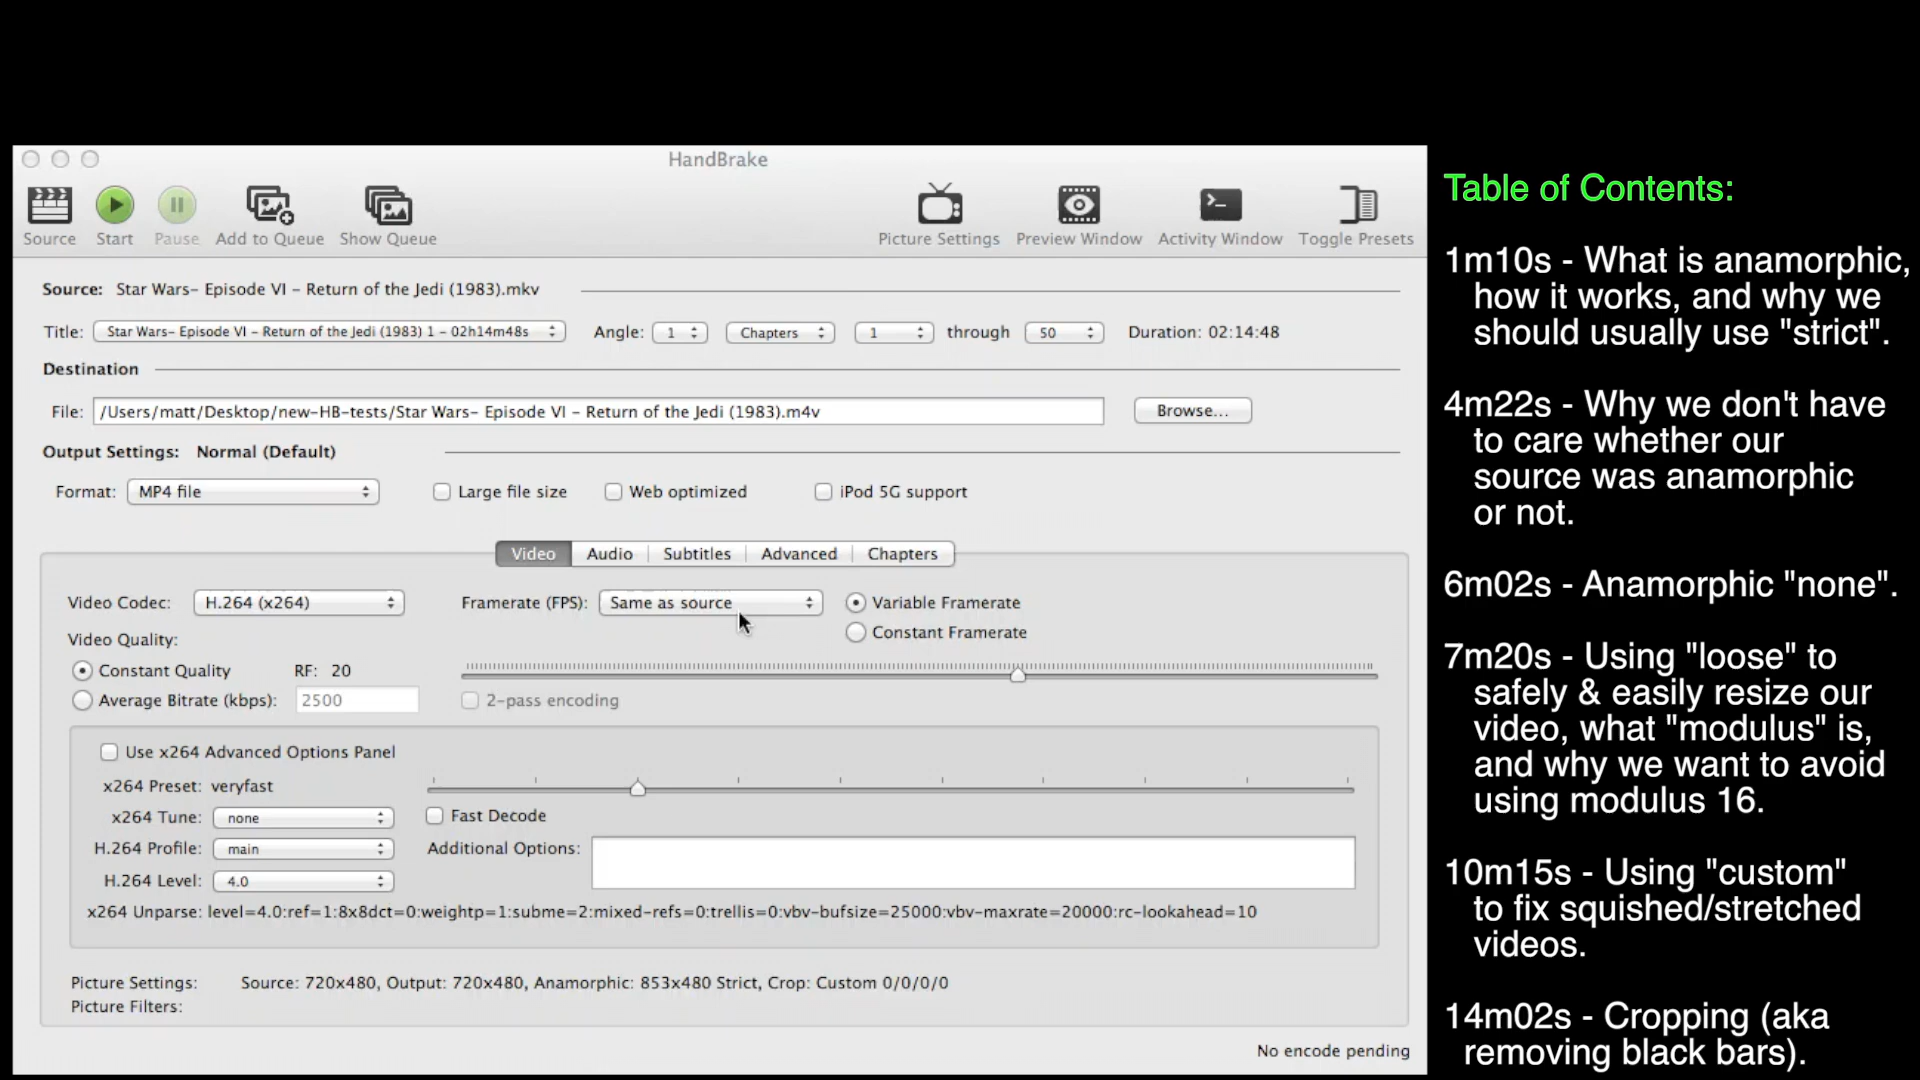 HandBrake
Source Start Pause Add to Queue Show Queue Picture Settings Preview Window Activity Window Toggle Presets
Source: Star Wars- Episode VI - Return of the Jedi (1983).mkv
Title: Star Wars- Episode VI - Return of the Jedi (1983) 1 - 02h14m48s Angle: 1 Chapters 1 through 50 Duration: 02:14:48
Destination
File: /Users/matt/Desktop/new-HB-tests/Star Wars- Episode VI - Return of the Jedi (1983).m4v Browse...
Output Settings: Normal (Default)
Format: MP4 file Large file size Web optimized iPod 5G support
Video Audio Subtitles Advanced Chapters
Video Codec: H.264 (x264) Framerate (FPS): Same as source Variable Framerate
Constant Framerate
Video Quality:
Constant Quality RF: 20
Average Bitrate (kbps): 2500 2-pass encoding
Use x264 Advanced Options Panel
x264 Preset: veryfast
x264 Tune: none Fast Decode
H.264 Profile: main Additional Options:
H.264 Level: 4.0
x264 Unparse: level=4.0:ref=1:8x8dct=0:weightp=1:subme=2:mixed-refs=0:trellis=0:vbv-bufsize=25000:vbv-maxrate=20000:rc-lookahead=10
Picture Settings: Source: 720x480, Output: 720x480, Anamorphic: 853x480 Strict, Crop: Custom 0/0/0/0
Picture Filters:
No encode pending
Table of Contents:
1m10s - What is anamorphic,
how it works, and why we
should usually use "strict".
4m22s - Why we don't have
to care whether our
source was anamorphic
or not.
6m02s - Anamorphic "none".
7m20s - Using "loose" to
safely & easily resize our
video, what "modulus" is,
and why we want to avoid
using modulus 16.
10m15s - Using "custom"
to fix squished/stretched
videos.
14m02s - Cropping (aka
removing black bars).